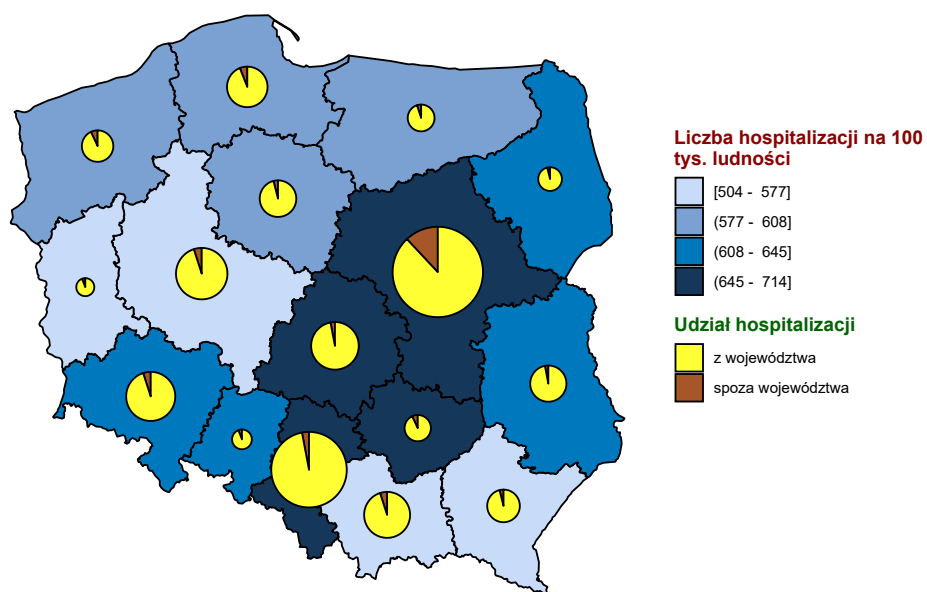 Liczba hospitalizacji na 100
tys. ludności
[504 - 577]
(577 - 608]
(608 - 645]
(645 - 714]
Udział hospitalizacji
z województwa
spoza województwa